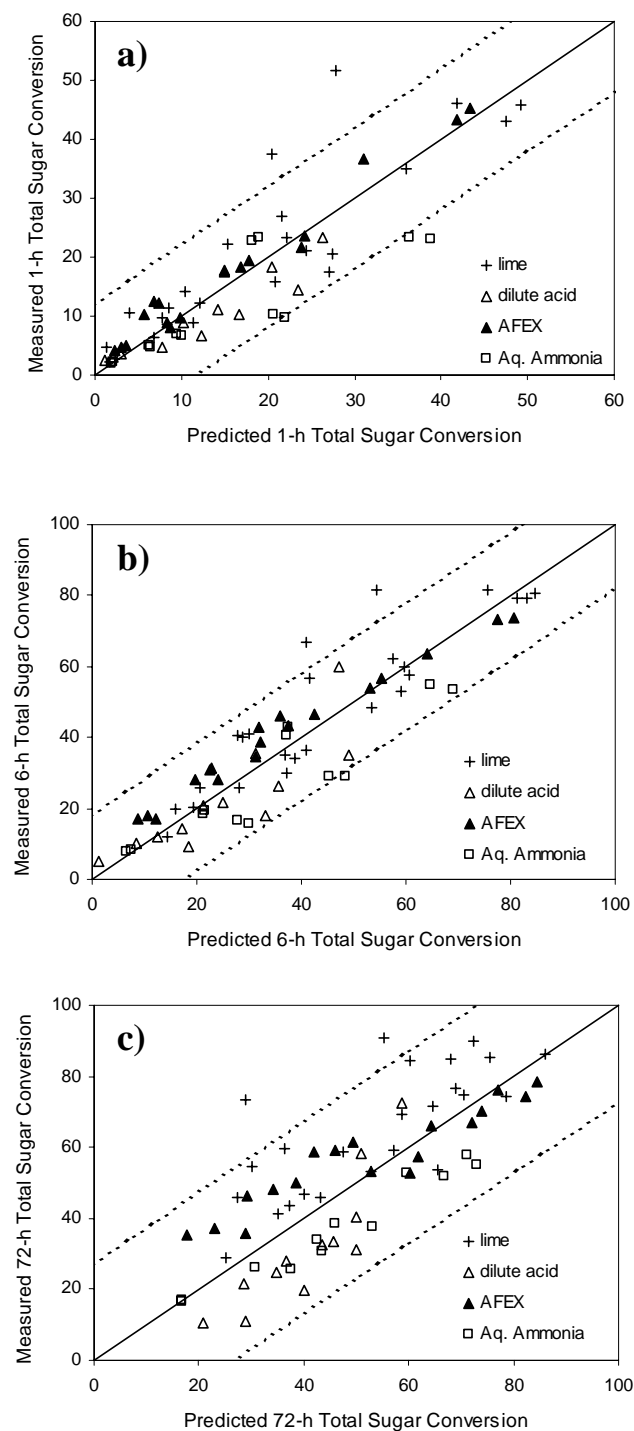 a)
60
50
40
30
20
10
0
Measured 1-h Total Sugar Conversion
lime
dilute acid
AFEX
Aq. Ammonia
0 10 20 30 40 50 60
Predicted 1-h Total Sugar Conversion
b)
100
80
60
40
20
0
Measured 6-h Total Sugar Conversion
lime
dilute acid
AFEX
Aq. Ammonia
0 20 40 60 80 100
Predicted 6-h Total Sugar Conversion
c)
100
80
60
40
20
0
Measured 72-h Total Sugar Conversion
lime
dilute acid
AFEX
Aq. Ammonia
0 20 40 60 80 100
Predicted 72-h Total Sugar Conversion